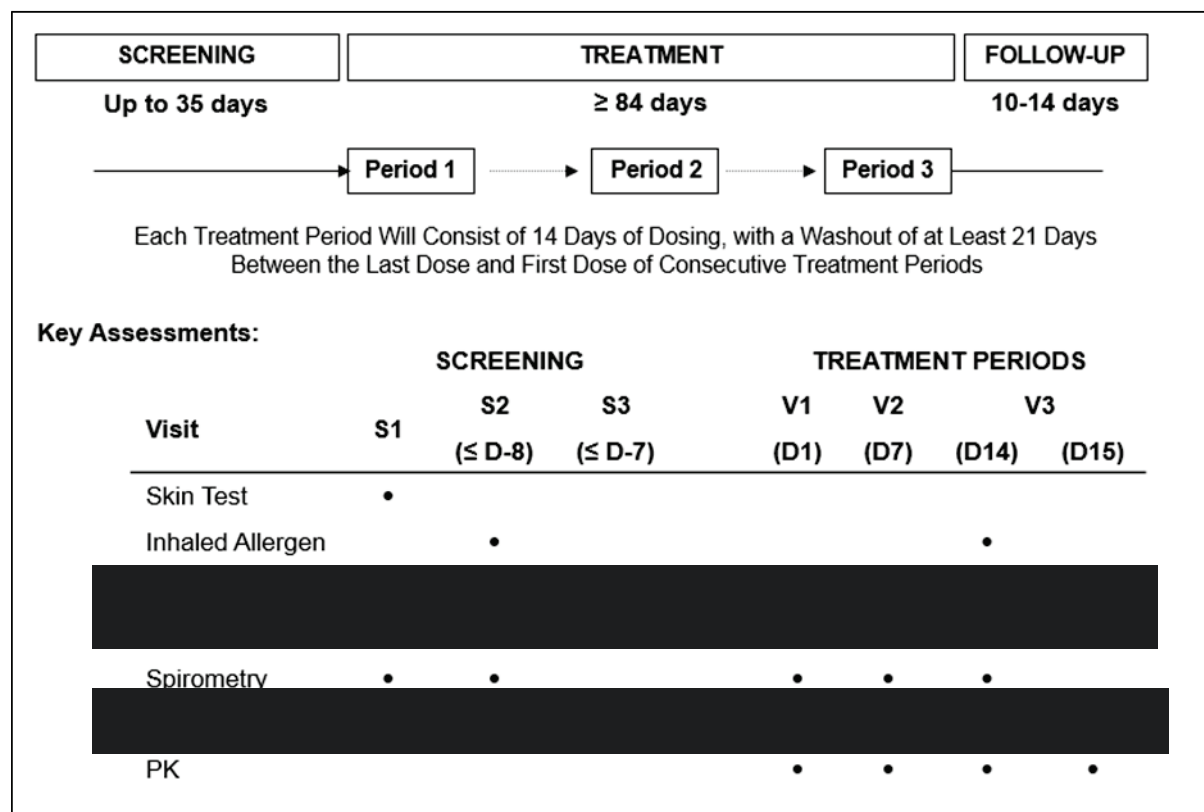 SCREENING TREATMENT FOLLOW-UP
Up to 35 days ≥ 84 days 10-14 days
Period 1 Period 2 Period 3
Each Treatment Period Will Consist of 14 Days of Dosing, with a Washout of at Least 21 Days
Between the Last Dose and First Dose of Consecutive Treatment Periods
Key Assessments:
SCREENING TREATMENT PERIODS
Visit S1 S2 S3 V1 V2 V3
(≤ D-8) (≤ D-7) (D1) (D7) (D14) (D15)
Skin Test •
Inhaled Allergen • •
Spirometry • • • • •
PK • • • •